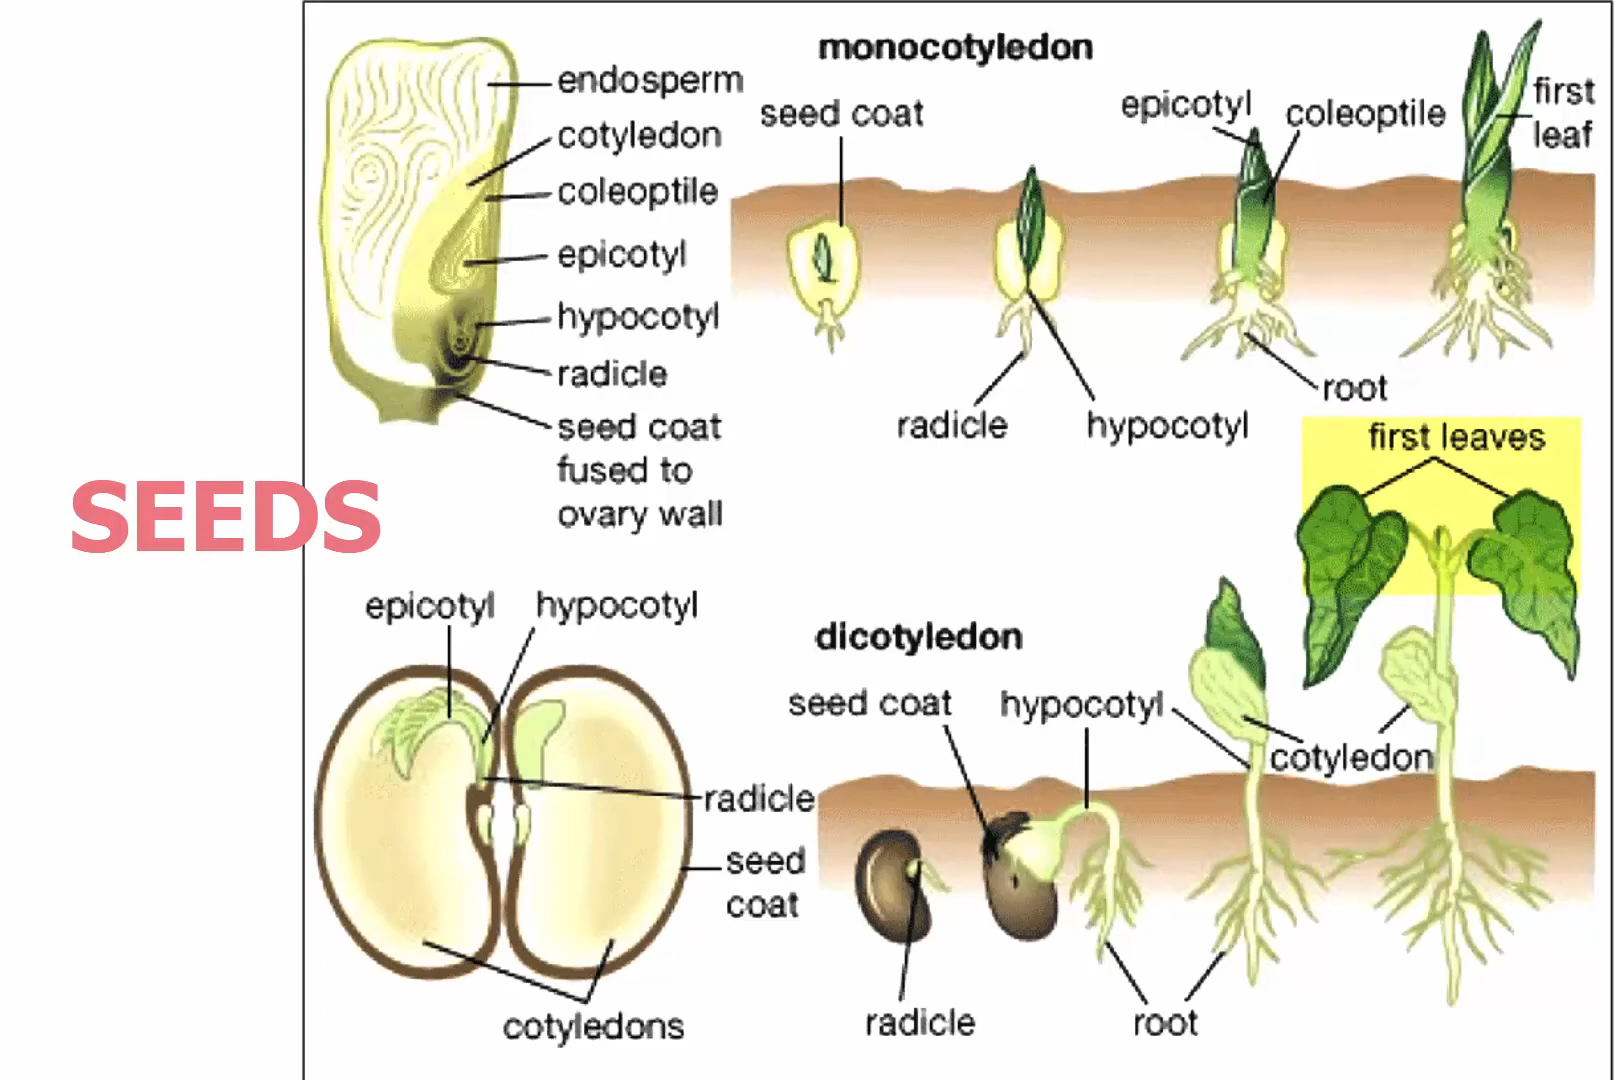 SEEDS
endosperm
cotyledon
coleoptile
epicotyl
hypocotyl
radicle
seed coat
fused to
ovary wall
monocotyledon
seed coat
epicotyl
coleoptile
first
leaf
radicle
hypocotyl
root
first leaves
epicotyl
hypocotyl
radicle
seed
coat
cotyledons
dicotyledon
seed coat
hypocotyl
cotyledon
radicle
root